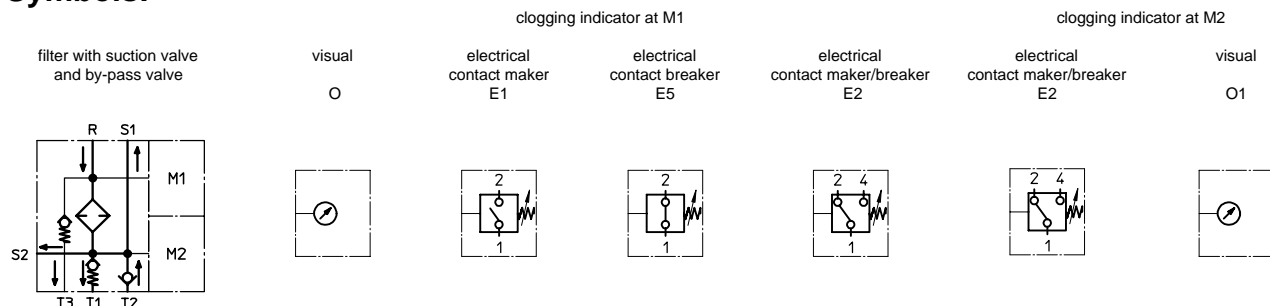 clogging indicator at M1
clogging indicator at M2
filter with suction valve
and by-pass valve
visual
O
electrical
contact maker
E1
electrical
contact breaker
E5
electrical
contact maker/breaker
E2
electrical
contact maker/breaker
E2
visual
O1
R S1
M1
S2
M2
T3 T1 T2
2
1
2
1
2 4
1
2 4
1